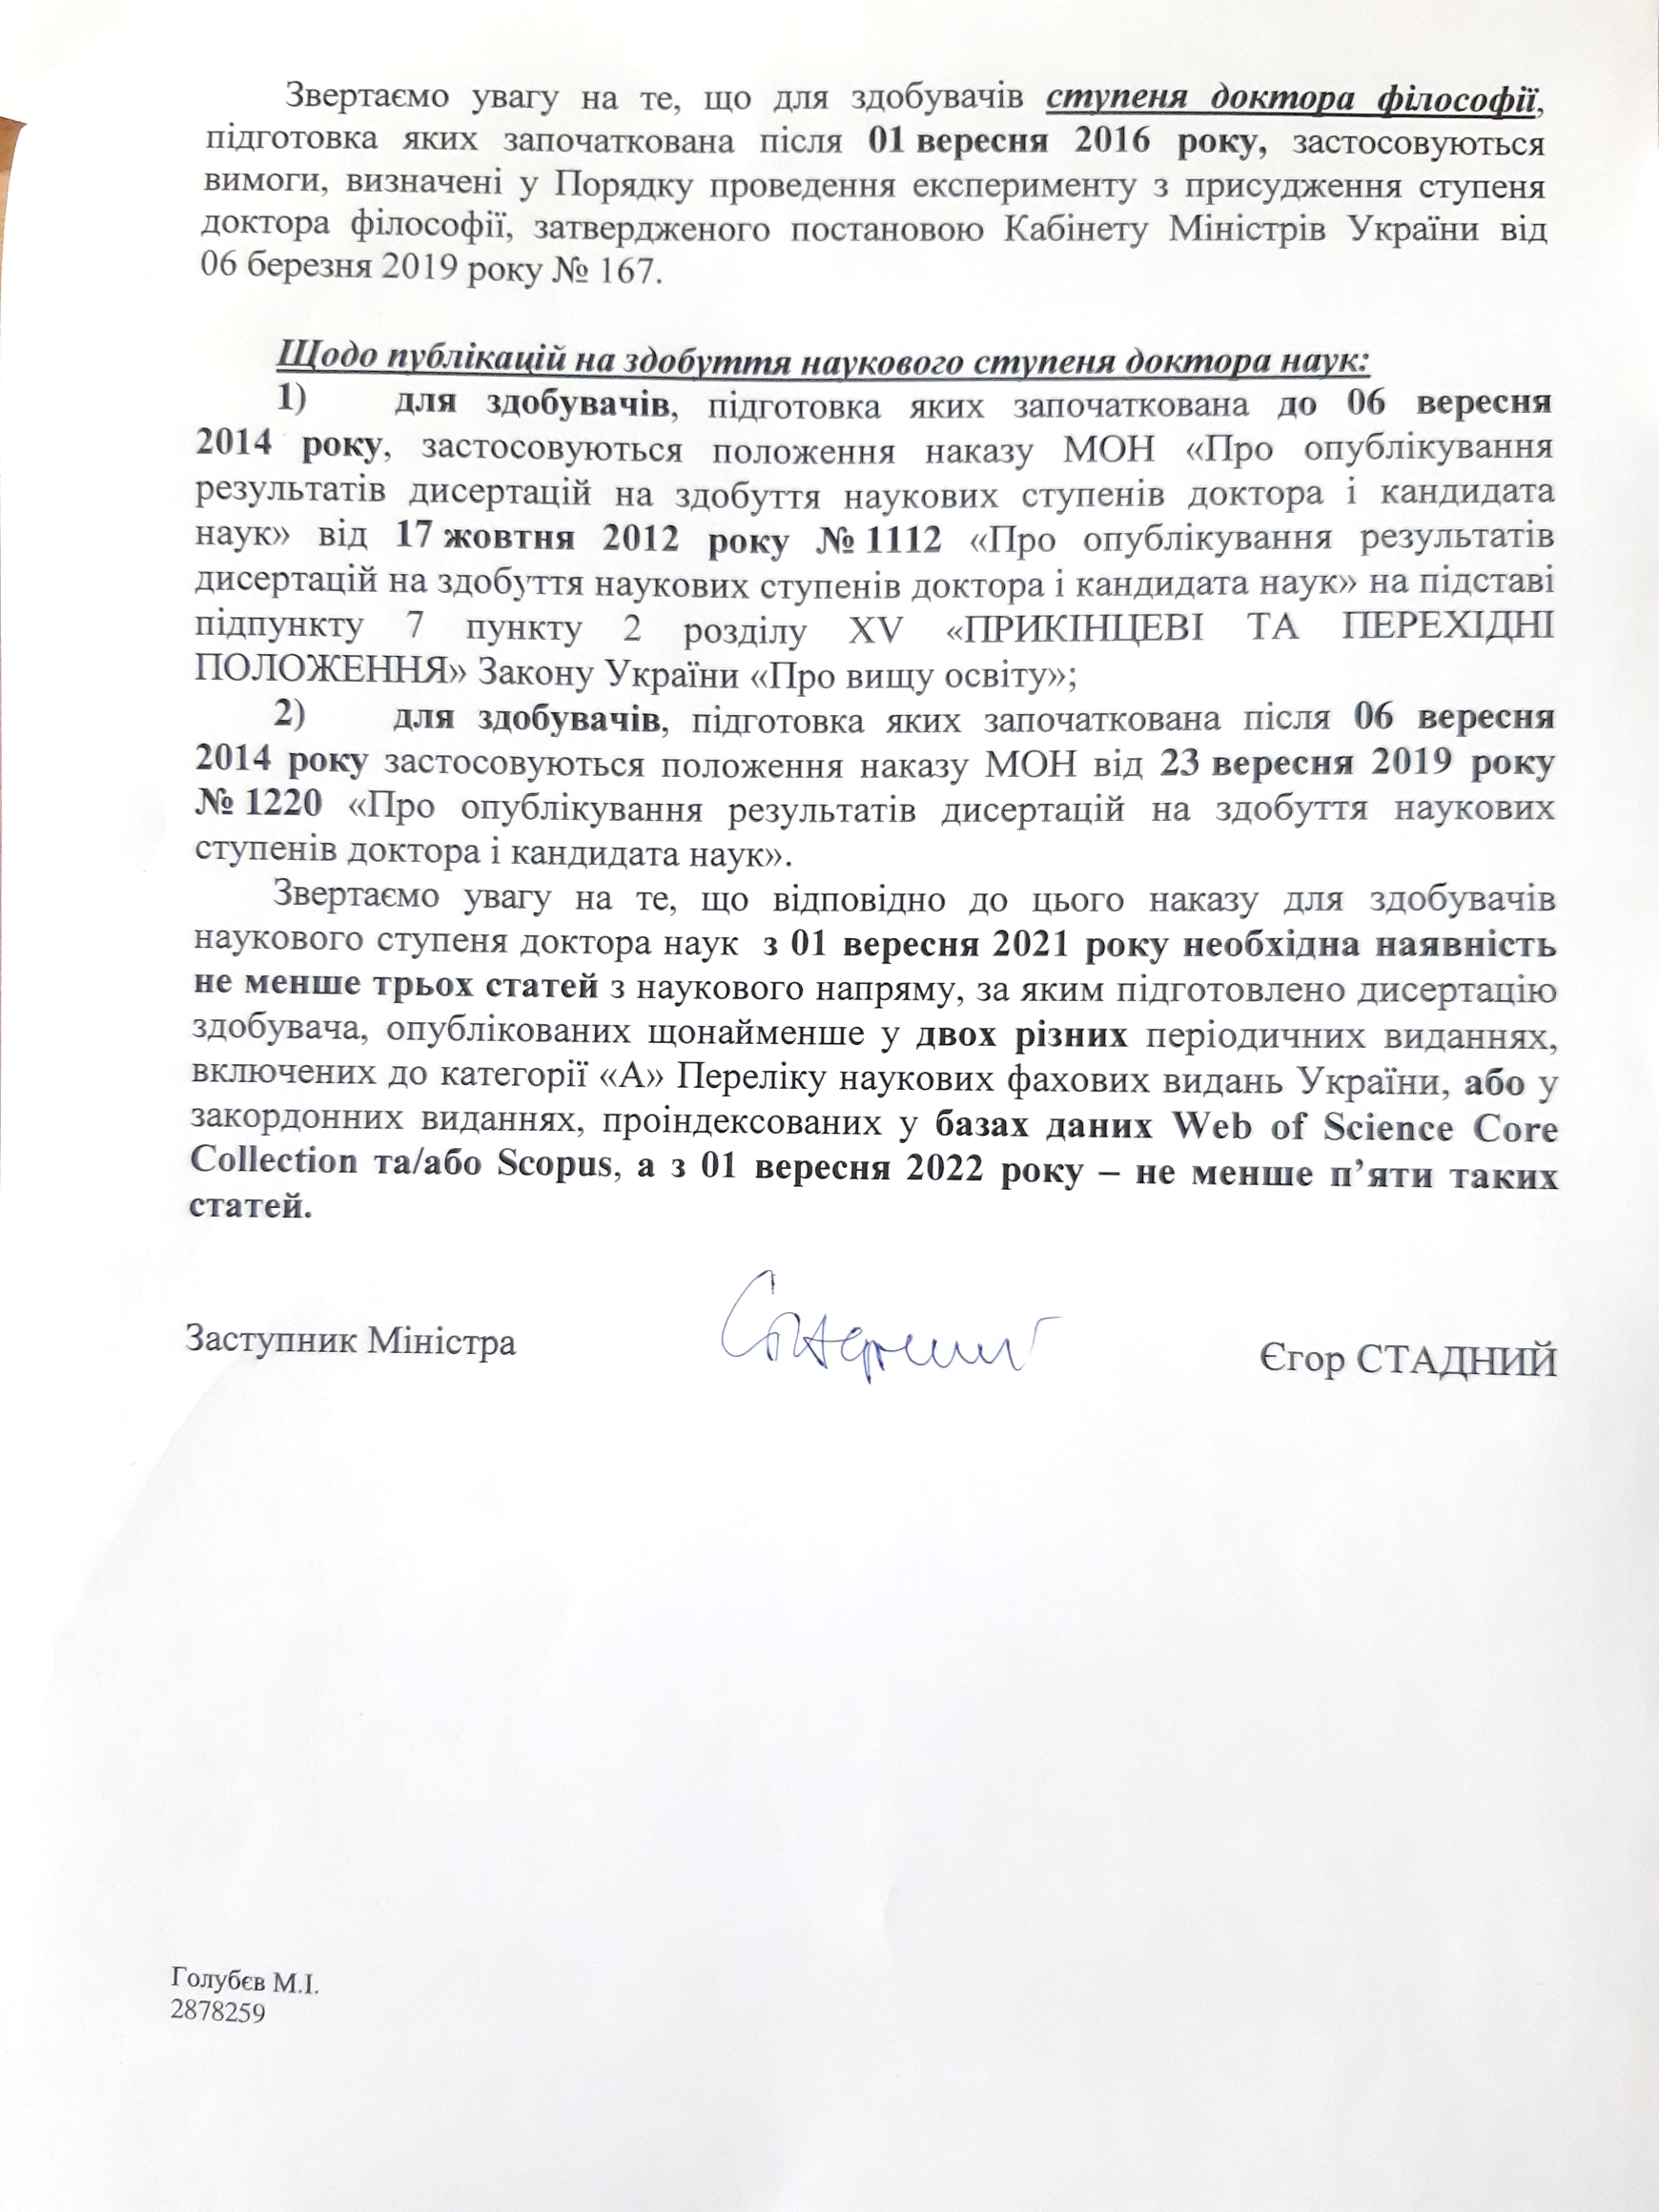 Звертаємо увагу на те, що для здобувачів ступеня доктора філософії,
підготовка яких започаткована після 01 вересня 2016 року, застосовуються
вимоги, визначені у Порядку проведення експерименту з присудження ступеня
доктора філософії, затвердженого постановою Кабінету Міністрів України від
06 березня 2019 року № 167.
Щодо публікацій на здобуття наукового ступеня доктора наук:
1) для здобувачів, підготовка яких започаткована до 06 вересня
2014 року, застосовуються положення наказу МОН «Про опублікування
результатів дисертацій на здобуття наукових ступенів доктора і кандидата
наук» від 17 жовтня 2012 року № 1112 «Про опублікування результатів
дисертацій на здобуття наукових ступенів доктора і кандидата наук» на підставі
підпункту 7 пункту 2 розділу XV «ПРИКІНЦЕВІ ТА ПЕРЕХІДНІ
ПОЛОЖЕННЯ» Закону України «Про вищу освіту»;
2) для здобувачів, підготовка яких започаткована після 06 вересня
2014 року застосовуються положення наказу МОН від 23 вересня 2019 року
№ 1220 «Про опублікування результатів дисертацій на здобуття наукових
ступенів доктора і кандидата наук».
Звертаємо увагу на те, що відповідно до цього наказу для здобувачів
наукового ступеня доктора наук з 01 вересня 2021 року необхідна наявність
не менше трьох статей з наукового напряму, за яким підготовлено дисертацію
здобувача, опублікованих щонайменше у двох різних періодичних виданнях,
включених до категорії «А» Переліку наукових фахових видань України, або у
закордонних виданнях, проіндексованих у базах даних Web of Science Core
Collection та/або Scopus, а з 01 вересня 2022 року – не менше п’яти таких
статей.
Заступник Міністра Єгор СТАДНИЙ
Голубєв М.І.
2878259